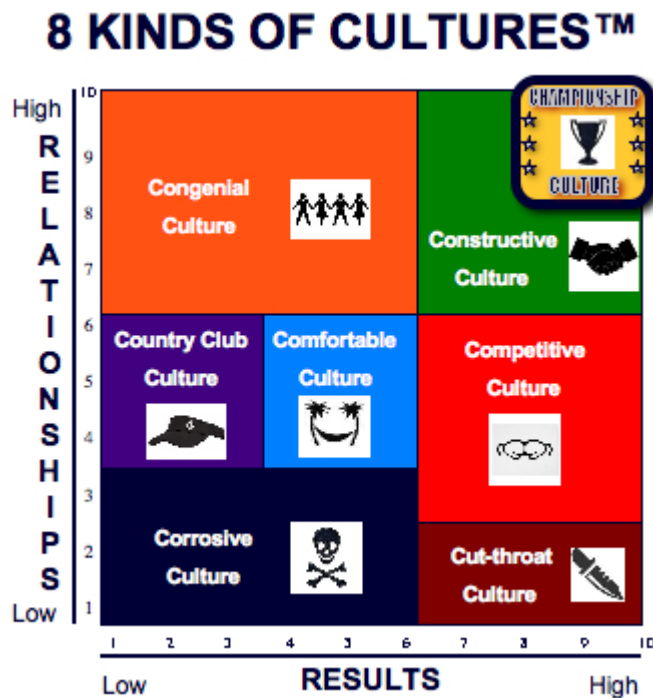 8 KINDS OF CULTURES™
High
RELATIONSHIPS
Low
10
9
8
7
6
5
4
3
2
1
CHAMPIONSHIP
CULTURE
Congenial
Culture
Constructive
Culture
Country Club
Culture
Comfortable
Culture
Competitive
Culture
Corrosive
Culture
Cut-throat
Culture
1 2 3 4 5 6 7 8 9 10
Low RESULTS High